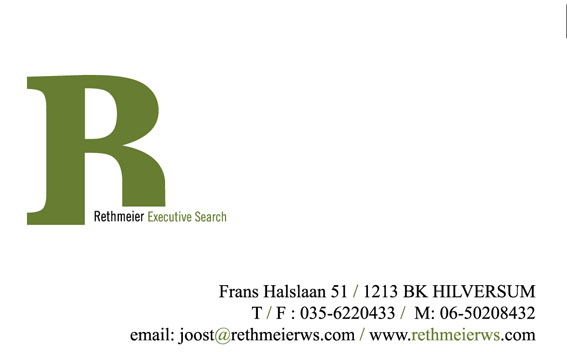 R
Rethmeier Executive Search
Frans Halslaan 51 / 1213 BK HILVERSUM
T / F : 035-6220433 / M: 06-50208432
email: joost@rethmeierws.com / www.rethmeierws.com